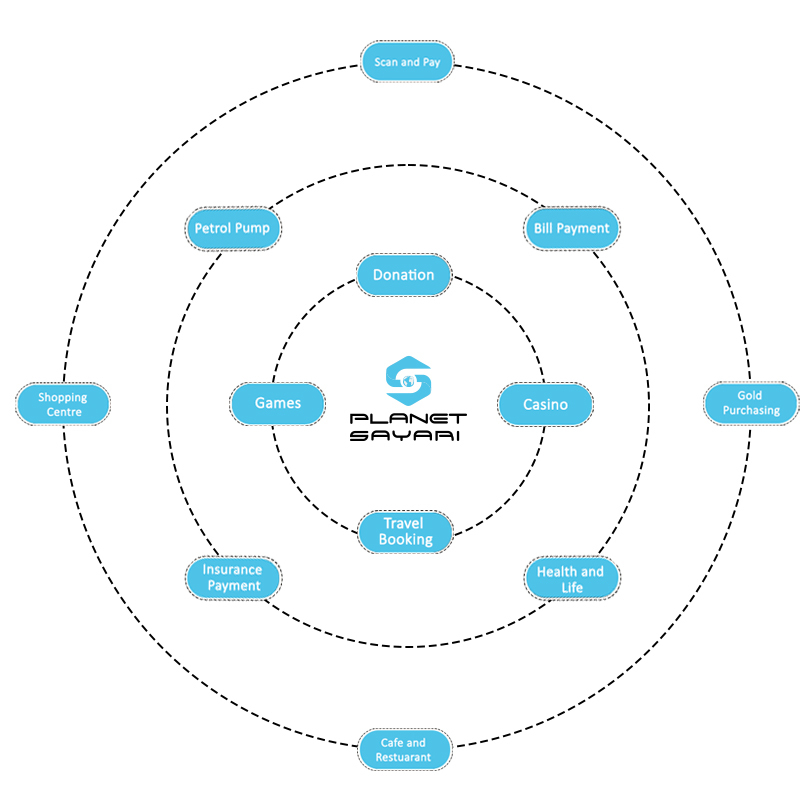 Scan and Pay
Petrol Pump
Bill Payment
Donation
Shopping
Centre
Games
PLANET
SAYARI
Casino
Gold
Purchasing
Travel
Booking
Insurance
Payment
Health and
Life
Cafe and
Restuarant